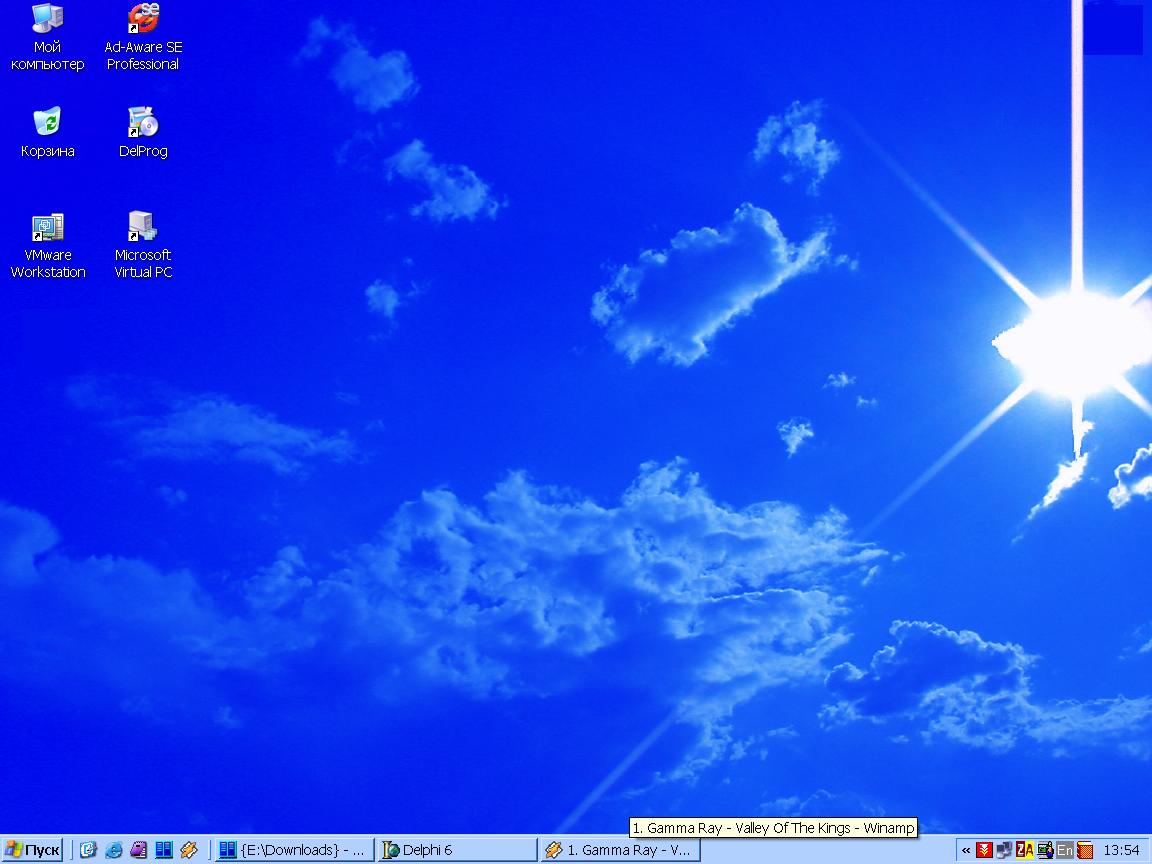 Мой
компьютер
Ad-Aware SE
Professional
Корзина
DelProg
VMware
Workstation
Microsoft
Virtual PC
1. Gamma Ray - Valley Of The Kings - Winamp
Пуск
{E:\Downloads} - ...
Delphi 6
1. Gamma Ray - V...
«
ZA
En
13:54